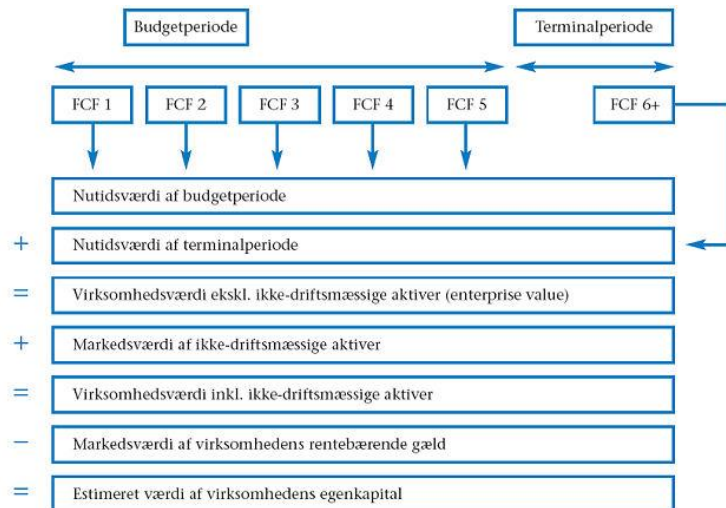 Budgetperiode
Terminalperiode
FCF 1
FCF 2
FCF 3
FCF 4
FCF 5
FCF 6+
Nutidsværdi af budgetperiode
+ Nutidsværdi af terminalperiode
= Virksomhedsværdi ekskl. ikke-driftsmæssige aktiver (enterprise value)
+ Markedsværdi af ikke-driftsmæssige aktiver
= Virksomhedsværdi inkl. ikke-driftsmæssige aktiver
− Markedsværdi af virksomhedens rentebærende gæld
= Estimeret værdi af virksomhedens egenkapital